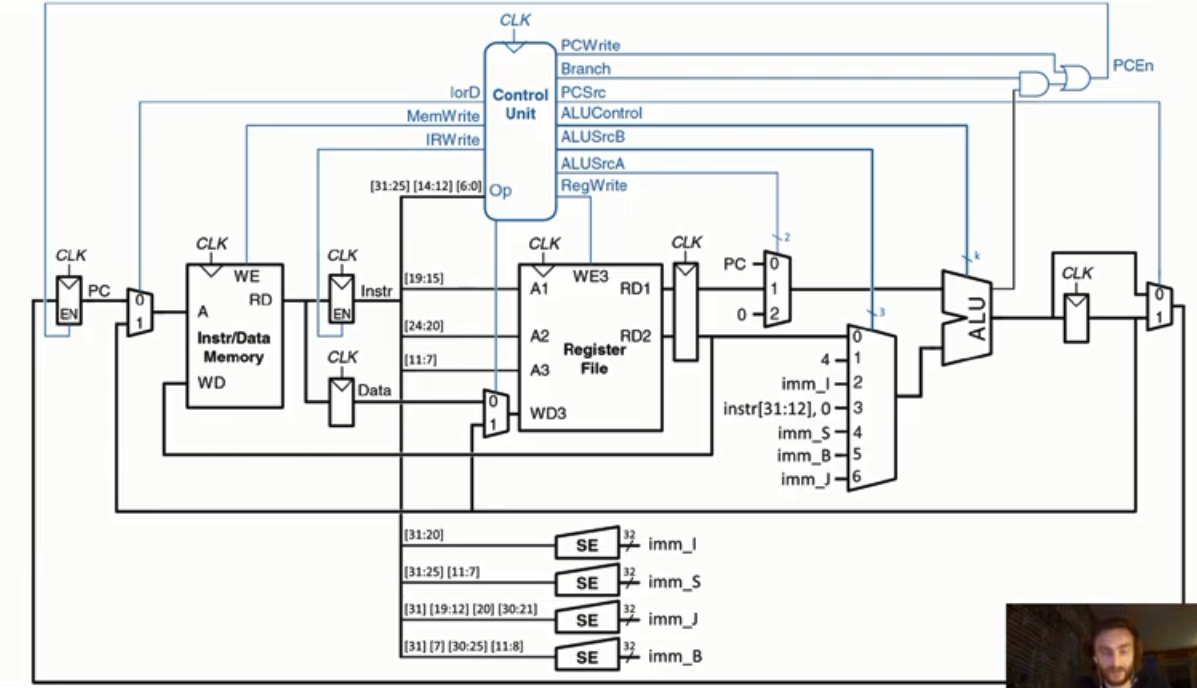 CLK
PCWrite
Branch
PCEn
IorD
Control
Unit
PCSrc
MemWrite
ALUControl
IRWrite
ALUSrcB
ALUSrcA
[31:25] [14:12] [6:0]
Op
RegWrite
CLK
CLK
CLK
CLK
CLK
2
k
3
CLK
PC
EN
0
1
WE
A
RD
Instr/Data
Memory
WD
EN
Instr
CLK
Data
[19:15]
[24:20]
[11:7]
0
1
WE3
A1
RD1
A2
RD2
Register
File
A3
WD3
PC
0
1
0
2
0
4
1
imm_I
2
instr[31:12], 0
3
imm_S
4
imm_B
5
imm_J
6
ALU
0
1
[31:20]
SE
32
imm_I
[31:25] [11:7]
SE
32
imm_S
[31] [19:12] [20] [30:21]
SE
32
imm_J
[31] [7] [30:25] [11:8]
SE
32
imm_B